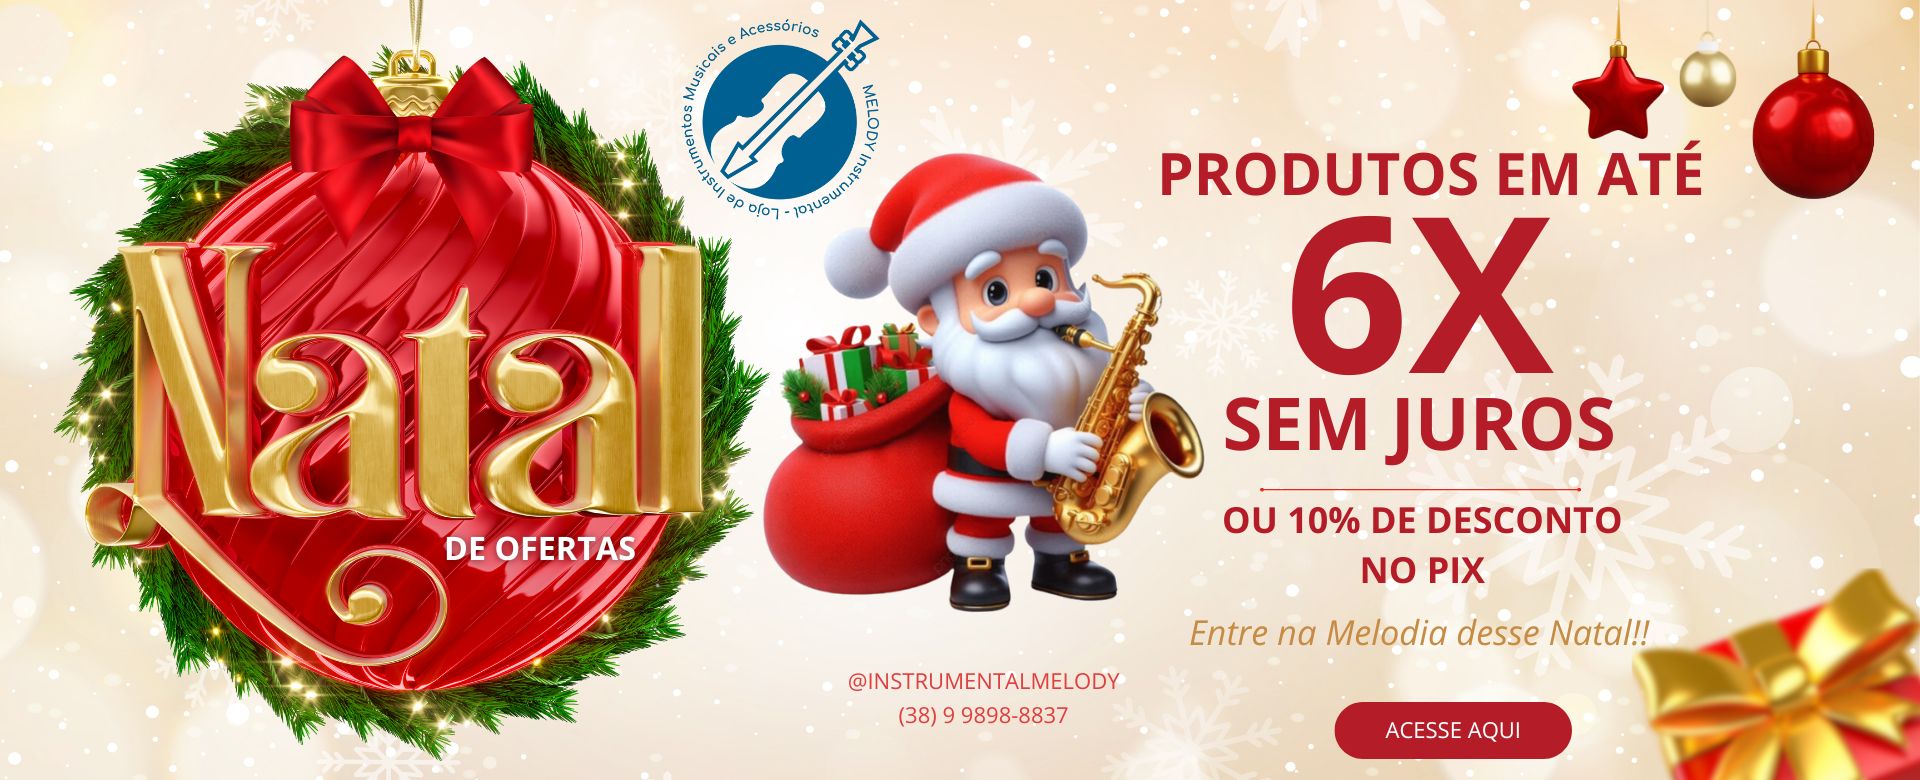 Natal
DE OFERTAS
MELODY Instrumental - Loja de Instrumentos Musicais e Acessórios
PRODUTOS EM ATÉ
6X
SEM JUROS
OU 10% DE DESCONTO
NO PIX
Entre na Melodia desse Natal!!
@INSTRUMENTALMELODY
(38) 9 9898-8837
ACESSE AQUI